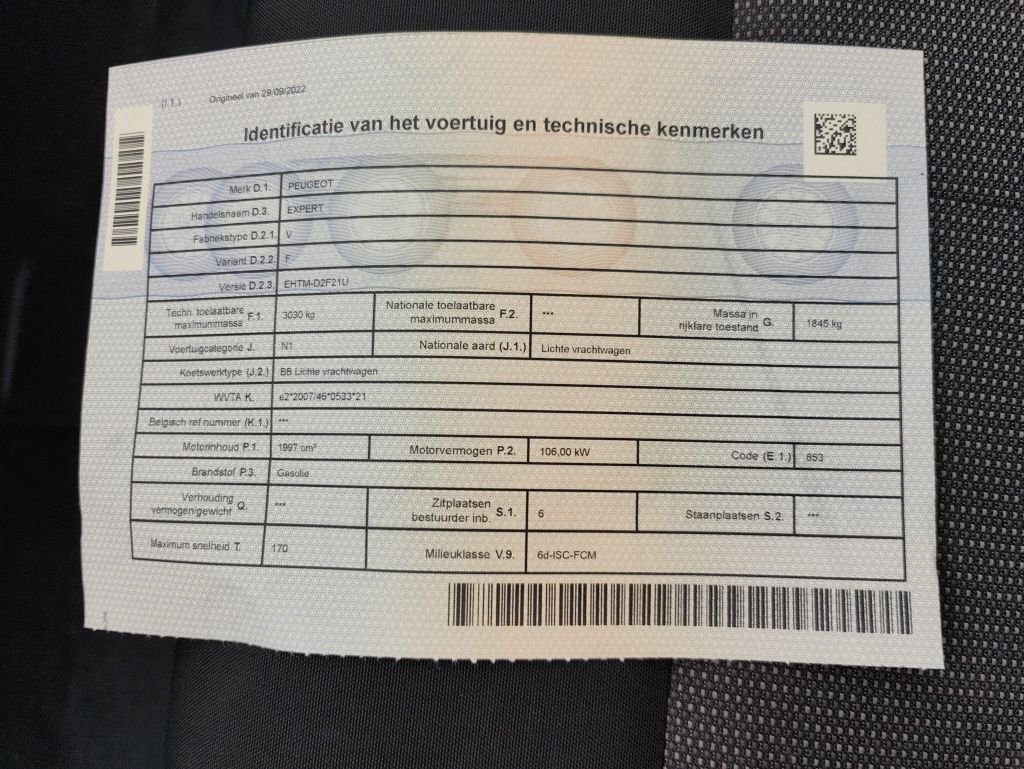 (I.1.) Origineel van 29/09/2022
Identificatie van het voertuig en technische kenmerken
Merk D.1. PEUGEOT
Handelsnaam D.3. EXPERT
Fabriekstype D.2.1. V
Variant D.2.2. F
Versie D.2.3. EHTM-D2F21U
Techn. toelaatbare maximummassa F.1. 3030 kg Nationale toelaatbare maximummassa F.2. *** Massa in rijklare toestand G. 1845 kg
Voertuigcategorie J. N1 Nationale aard (J.1.) Lichte vrachtwagen
Koetswerktype (J.2.) BB Lichte vrachtwagen
WVTA K. e2*2007/46*0533*21
Belgisch ref nummer (K.1.) ***
Motorinhoud P.1. 1997 cm³ Motorvermogen P.2. 106,00 kW Code (E.1.) 653
Brandstof P.3. Gasolie
Verhouding vermogen/gewicht Q. *** Zitplaatsen bestuurder inb. S.1. 6 Staanplaatsen S.2. ***
Maximum snelheid T. 170 Milieuklasse V.9. 6d-ISC-FCM